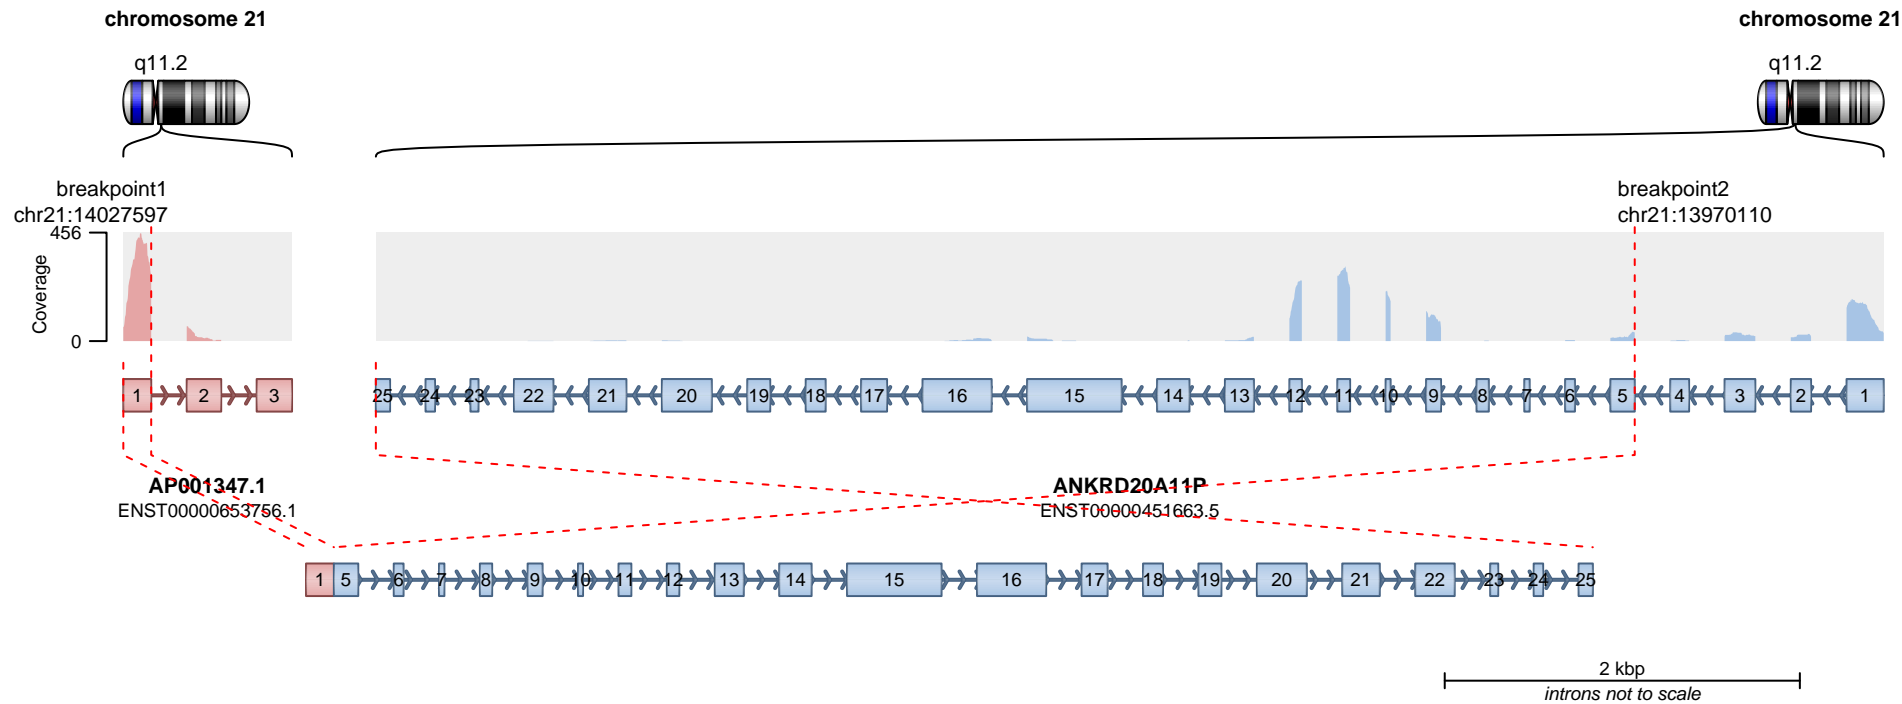 chromosome 21
chromosome 21
q11.2
q11.2
breakpoint1
chr21:14027597
breakpoint2
chr21:13970110
456
Coverage
0
1 2 3
25 24 23 22 21 20 19 18 17 16 15 14 13 12 11 10 9 8 7 6 5 4 3 2 1
AP001347.1
ENST00000653756.1
ANKRD20A11P
ENST00000451663.5
1 5 6 7 8 9 10 11 12 13 14 15 16 17 18 19 20 21 22 23 24 25
2 kbp
introns not to scale